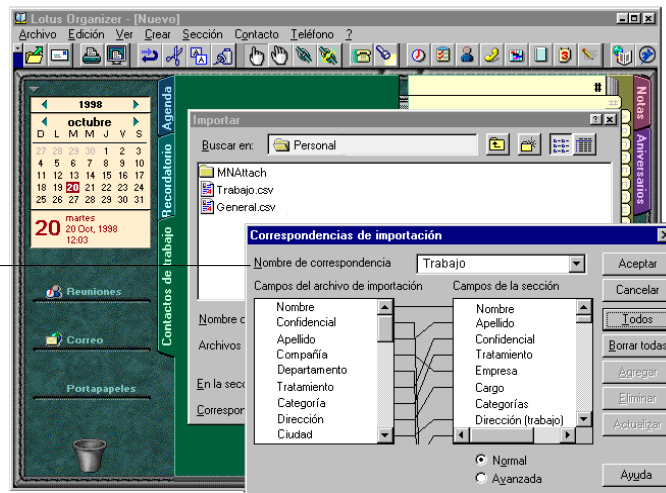 Lotus Organizer - [Nuevo]
Archivo Edición Ver Crear Sección Contacto Teléfono ?
1998
octubre
D L M M J V S
27 28 29 30 1 2 3
4 5 6 7 8 9 10
11 12 13 14 15 16 17
18 19 20 21 22 23 24
25 26 27 28 29 30 31
20 martes
20 Oct, 1998
12:03
Reuniones
Correo
Portapapeles
Agenda
Recordatorio
Contactos de trabajo
#
Notas
Aniversarios
Importar
Buscar en: Personal
MNAttach
Trabajo.csv
General.csv
Nombre d
Archivos
En la secc
Correspor
Correspondencias de importación
Nombre de correspondencia Trabajo
Campos del archivo de importación Campos de la sección
Nombre Nombre
Confidencial Apellido
Apellido Confidencial
Compañía Tratamiento
Departamento Empresa
Tratamiento Cargo
Categoría Categorías
Dirección Dirección (trabajo)
Ciudad
Normal
Avanzada
Aceptar
Cancelar
Todos
Borrar todas
Agregar
Eliminar
Actualizar
Ayuda